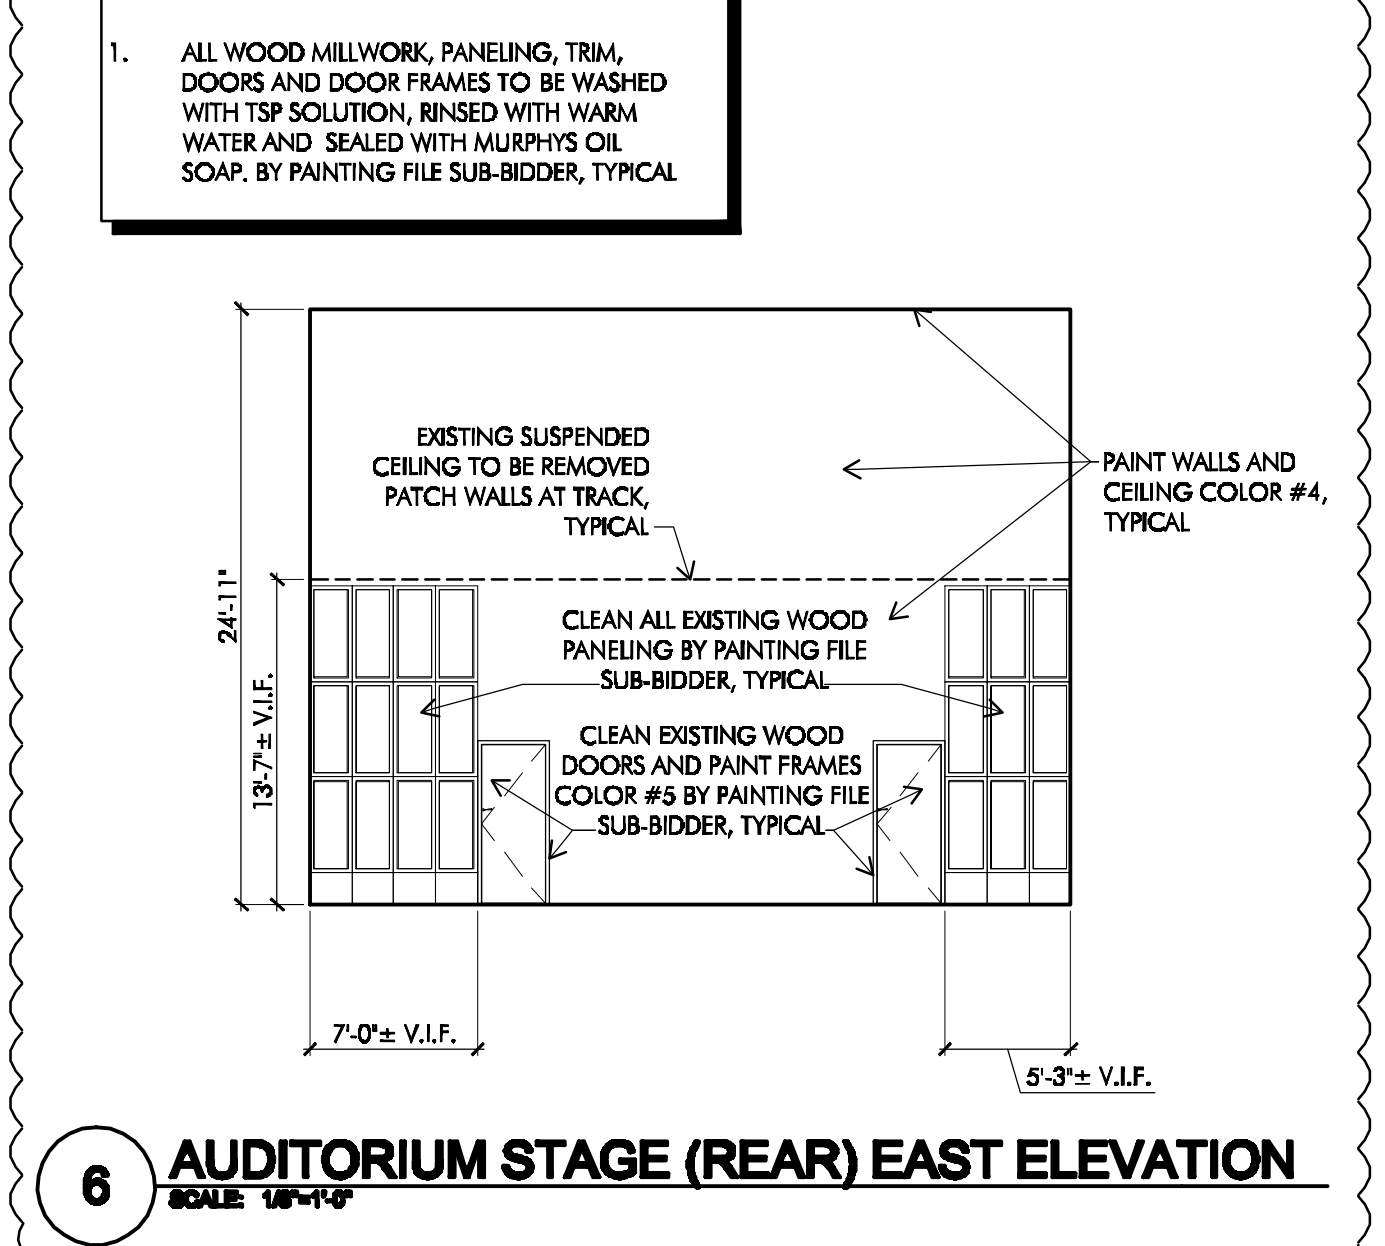 1. ALL WOOD MILLWORK, PANELING, TRIM,
DOORS AND DOOR FRAMES TO BE WASHED
WITH TSP SOLUTION, RINSED WITH WARM
WATER AND SEALED WITH MURPHYS OIL
SOAP. BY PAINTING FILE SUB-BIDDER, TYPICAL
EXISTING SUSPENDED
CEILING TO BE REMOVED
PATCH WALLS AT TRACK,
TYPICAL
PAINT WALLS AND
CEILING COLOR #4,
TYPICAL
24'-11"
13'-7"± V.I.F.
CLEAN ALL EXISTING WOOD
PANELING BY PAINTING FILE
SUB-BIDDER, TYPICAL
CLEAN EXISTING WOOD
DOORS AND PAINT FRAMES
COLOR #5 BY PAINTING FILE
SUB-BIDDER, TYPICAL
7'-0"± V.I.F.
5'-3"± V.I.F.
6
AUDITORIUM STAGE (REAR) EAST ELEVATION
SCALE: 1/8"=1'-0"